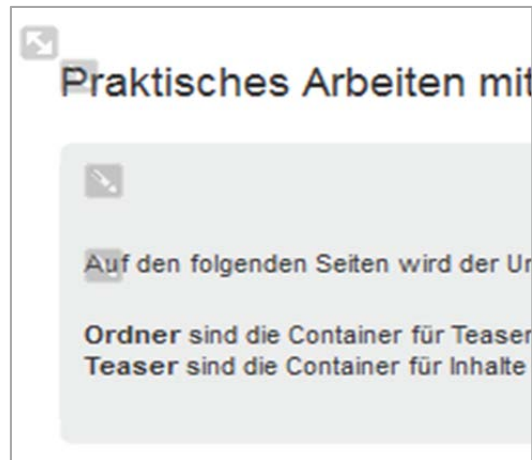 Praktisches Arbeiten mit
Auf den folgenden Seiten wird der
Ordner sind die Container für Teaser
Teaser sind die Container für Inhalte